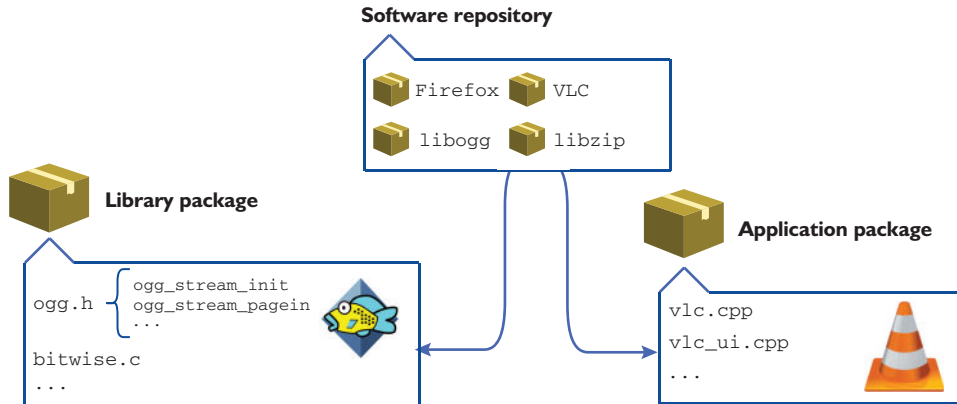 Software repository
Firefox VLC
libogg libzip
Library package
ogg.h
ogg_stream_init
ogg_stream_pagein
...
bitwise.c
...
Application package
vlc.cpp
vlc_ui.cpp
...